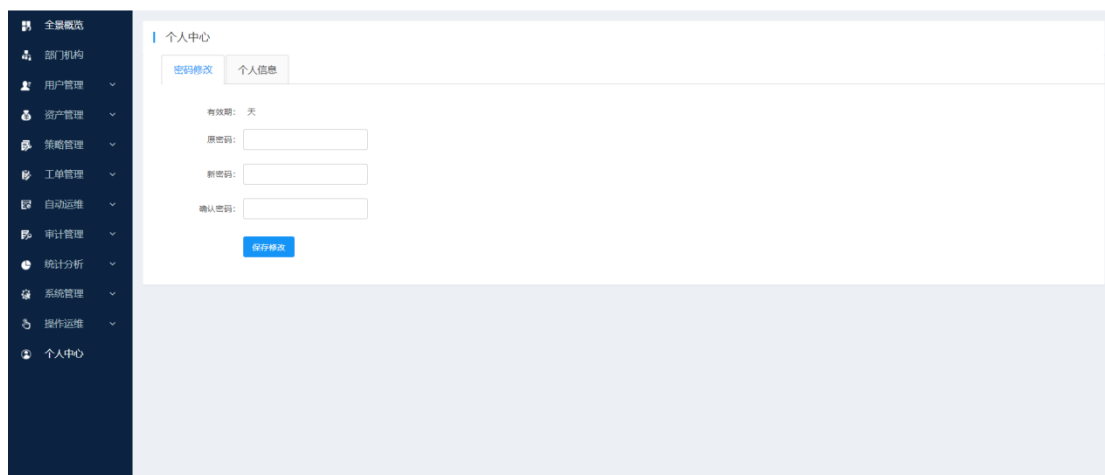 全景概览
部门机构
用户管理
资产管理
策略管理
工单管理
自动运维
审计管理
统计分析
系统管理
操作运维
个人中心
个人中心
密码修改 个人信息
有效期: 天
原密码:
新密码:
确认密码:
保存修改